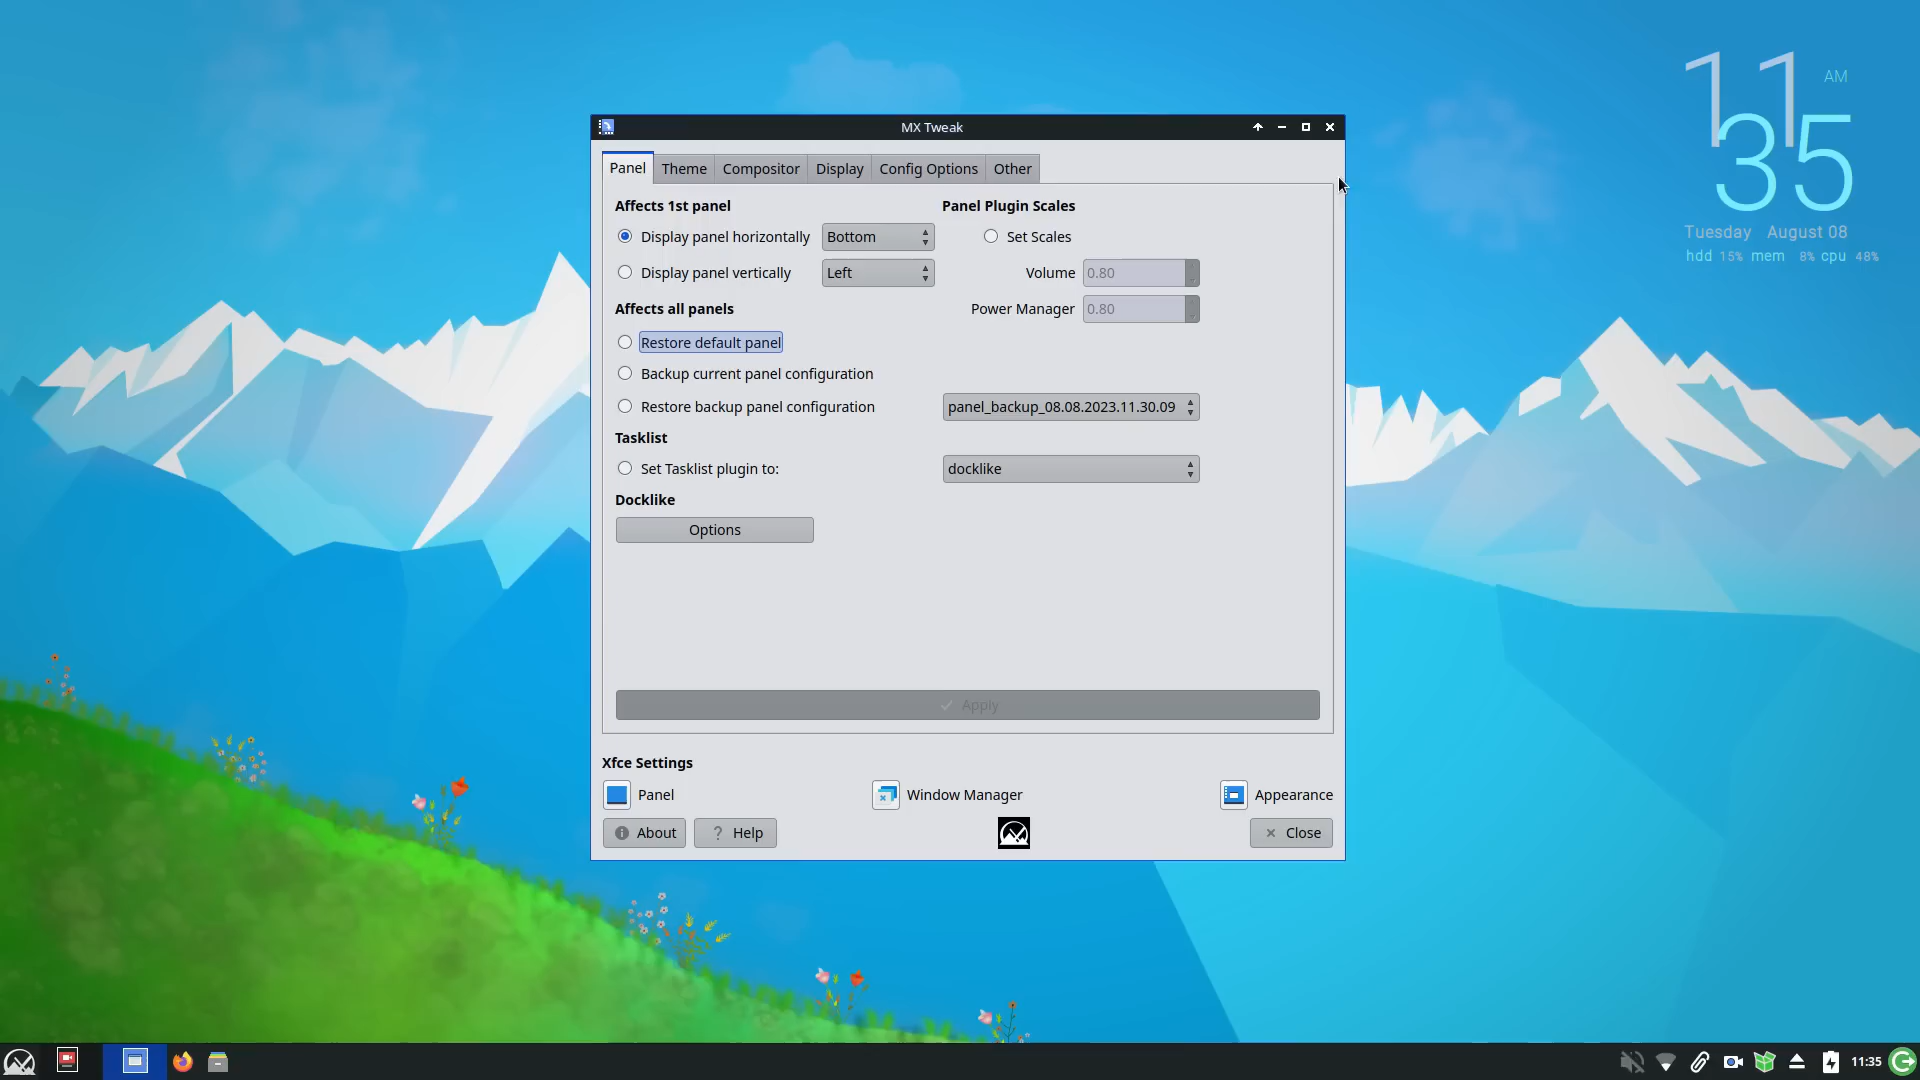 MX Tweak
Panel Theme Compositor Display Config Options Other
Affects 1st panel
Display panel horizontally Bottom
Display panel vertically Left
Affects all panels
Restore default panel
Backup current panel configuration
Restore backup panel configuration panel_backup_08.08.2023.11.30.09
Tasklist
Set Tasklist plugin to: docklike
Docklike
Options
Panel Plugin Scales
Set Scales
Volume 0.80
Power Manager 0.80
Apply
Xfce Settings
Panel Window Manager Appearance
About ? Help Close
11 AM
35
Tuesday August 08
hdd 15% mem 8% cpu 48%
11:35